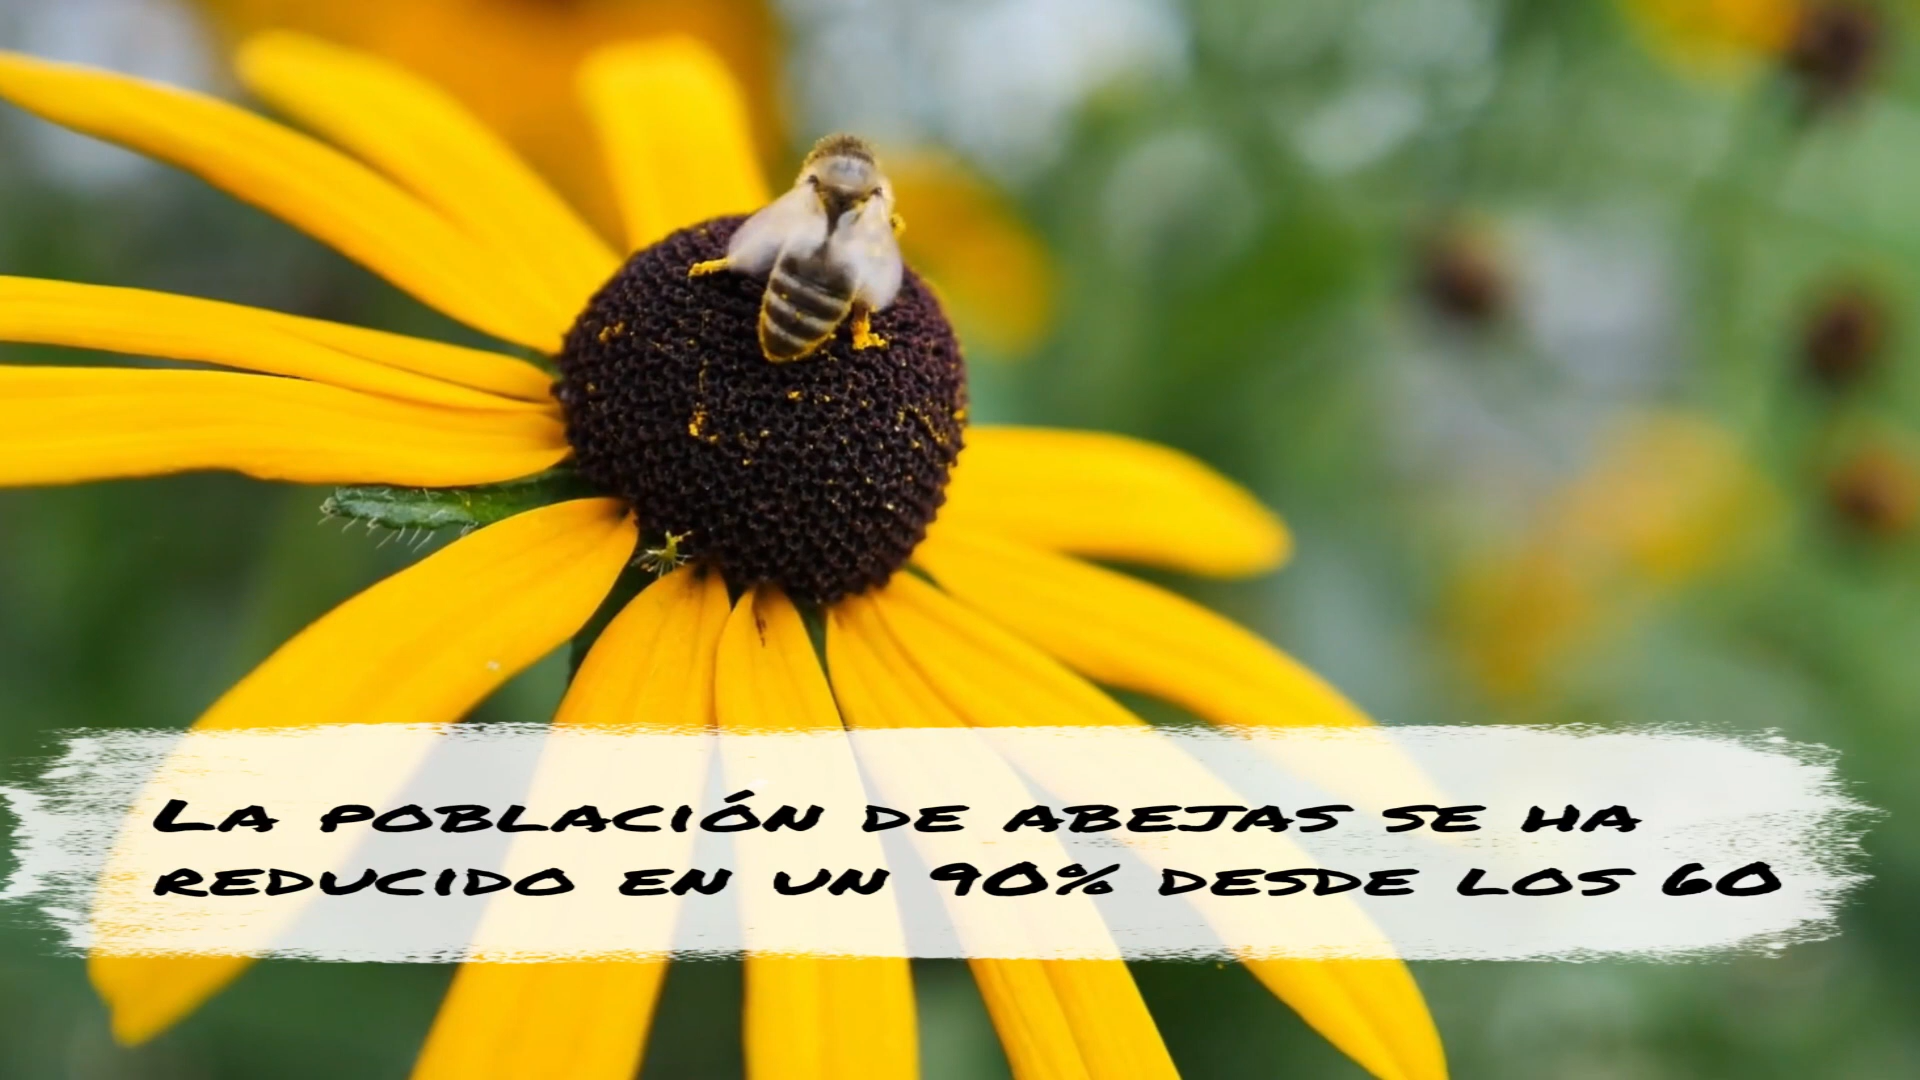 La población de abejas se ha
reducido en un 90% desde los 60